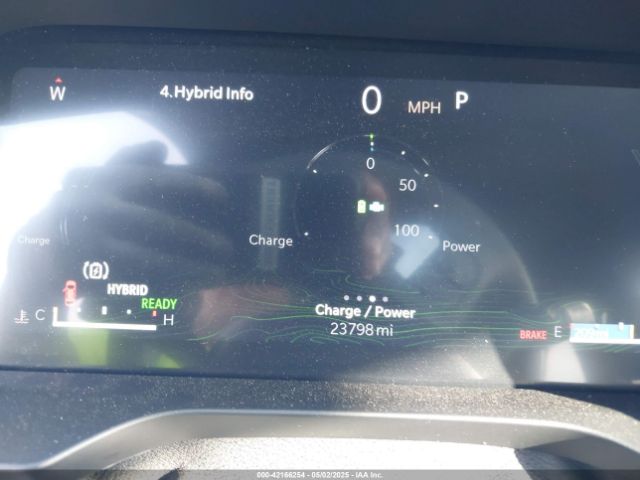 W 4.Hybrid Info 0 MPH P
0
50
100
Charge
Charge Power
HYBRID
READY
C H
Charge / Power
23798 mi
BRAKE E
000-42166254 - 05/02/2025 - IAA Inc.